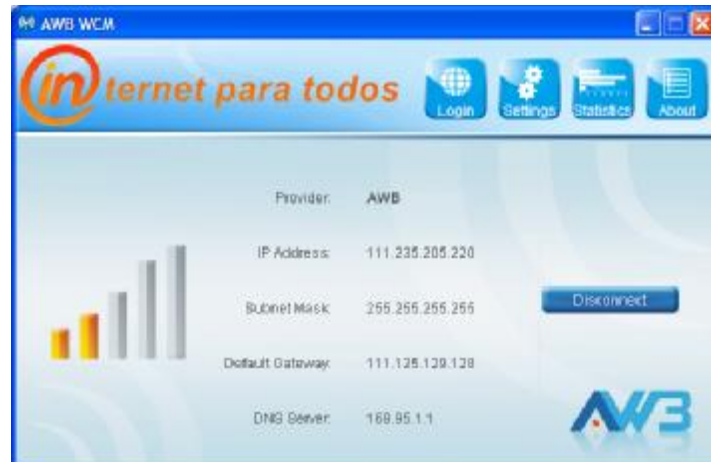 AWB WCM
internet para todos
Login
Settings
Statistics
About
Provider: AWB
IP Address: 111.235.205.220
Subnet Mask: 255.255.255.255
Disconnect
Default Gateway: 111.125.129.128
DNS Server: 168.95.1.1
AWB